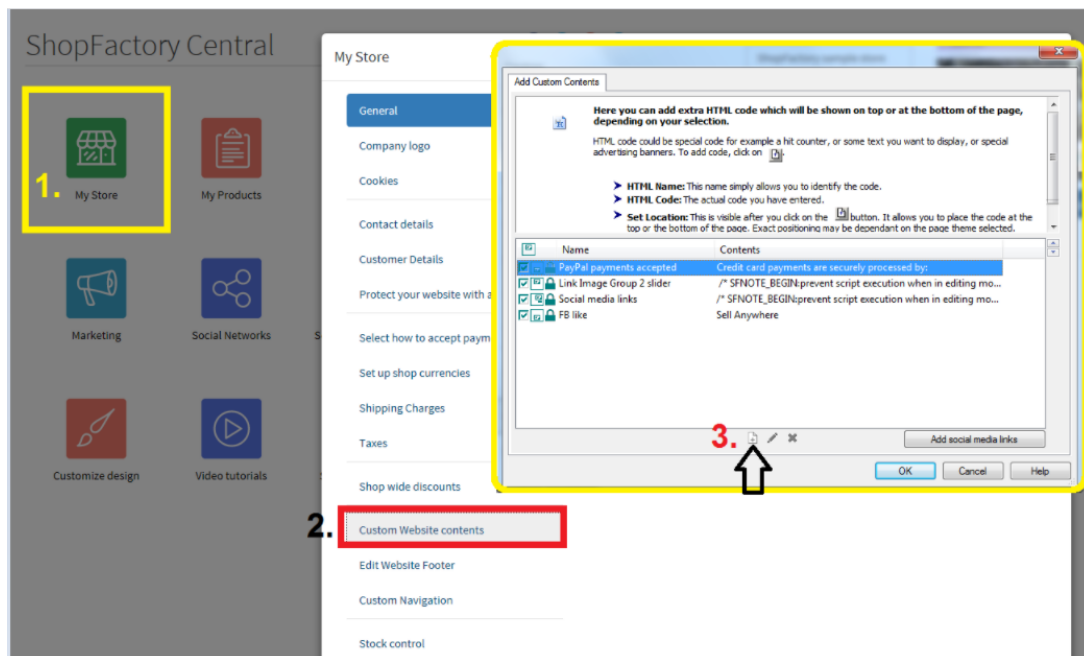 ShopFactory Central
1.
My Store
My Products
Marketing
Social Networks
S
Customize design
Video tutorials
My Store
General
Company logo
Cookies
Contact details
Customer Details
Protect your website with a
Select how to accept paym
Set up shop currencies
Shipping Charges
Taxes
Shop wide discounts
2.
Custom Website contents
Edit Website Footer
Custom Navigation
Stock control
Add Custom Contents
Here you can add extra HTML code which will be shown on top or at the bottom of the page,
depending on your selection.
HTML code could be special code for example a hit counter, or some text you want to display, or special
advertising banners. To add code, click on .
HTML Name: This name simply allows you to identify the code.
HTML Code: The actual code you have entered.
Set Location: This is visible after you click on the button. It allows you to place the code at the
top or the bottom of the page. Exact positioning may be dependant on the page theme selected.
Name Contents
PayPal payments accepted Credit card payments are securely processed by:
Link Image Group 2 slider /* SFNOTE_BEGIN:prevent script execution when in editing mo...
Social media links /* SFNOTE_BEGIN:prevent script execution when in editing mo...
FB like Sell Anywhere
3.
Add social media links
OK Cancel Help